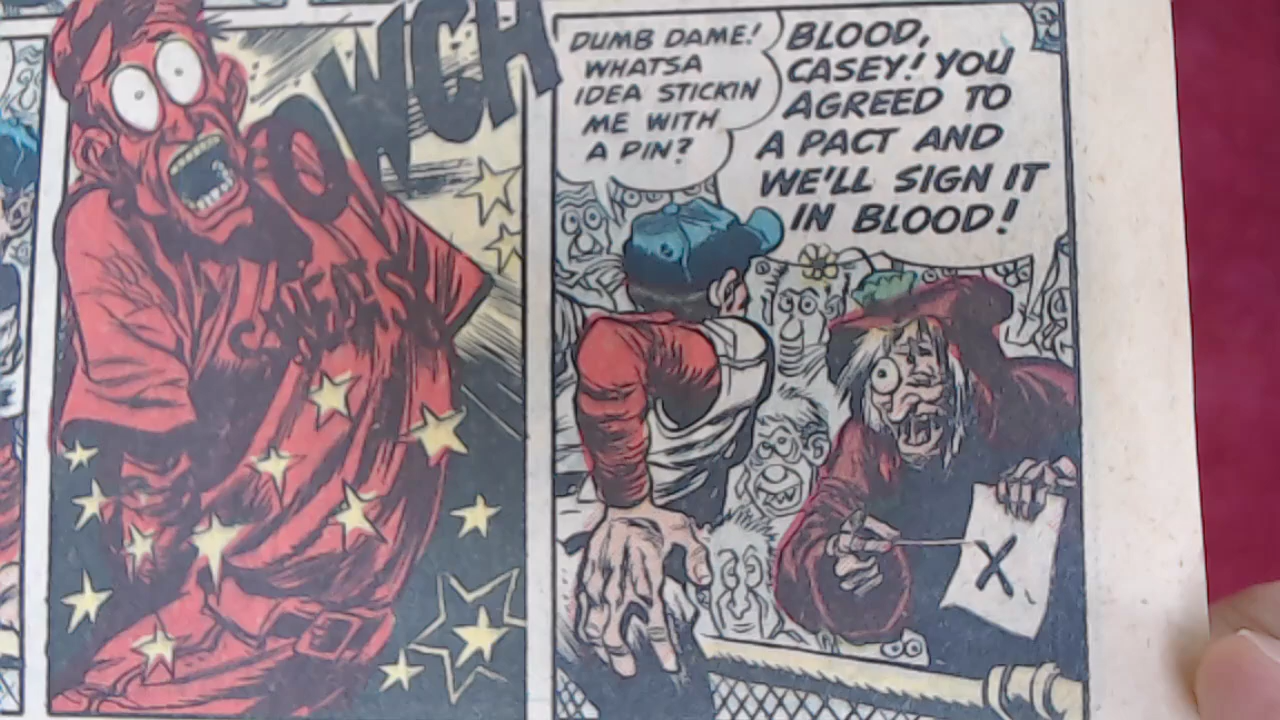 OWCH
DUMB DAME!
WHATSA
IDEA STICKIN
ME WITH
A PIN?
BLOOD,
CASEY! YOU
AGREED TO
A PACT AND
WE'LL SIGN IT
IN BLOOD!
X